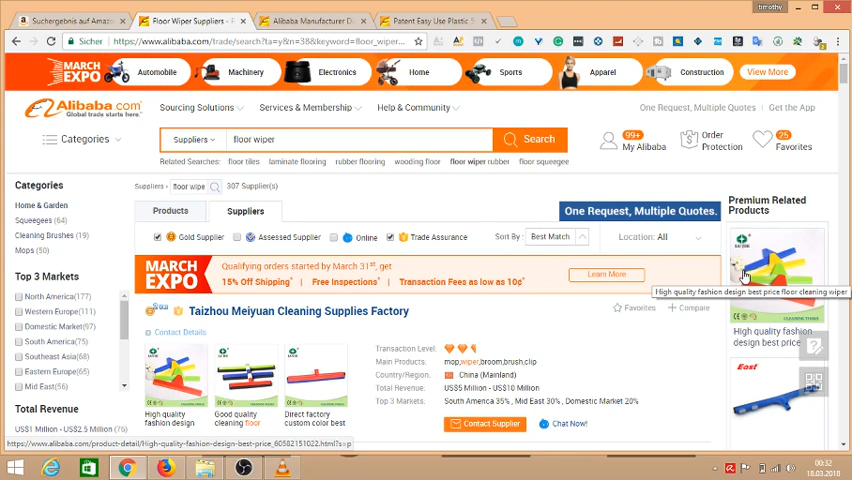 timothy
Suchergebnis auf Amazo
Floor Wiper Suppliers - F
Alibaba Manufacturer D
Patent Easy Use Plastic S
Sicher
https://www.alibaba.com/trade/search?ta=y&n=38&keyword=floor_wiper...
MARCH EXPO
Automobile
Machinery
Electronics
Home
Sports
Apparel
Construction
View More
Alibaba.com
Global trade starts here.™
Sourcing Solutions
Services & Membership
Help & Community
One Request, Multiple Quotes
Get the App
Categories
Suppliers
floor wiper
Search
99+
My Alibaba
Order Protection
25
Favorites
Related Searches: floor tiles laminate flooring rubber flooring wooding floor floor wiper rubber floor squeegee
Categories
Home & Garden
Squeegees (64)
Cleaning Brushes (19)
Mops (50)
Top 3 Markets
North America(177)
Western Europe(111)
Domestic Market(97)
South America(75)
Southeast Asia(68)
Eastern Europe(65)
Mid East(56)
Total Revenue
US$1 Million - US$2.5 Million (76)
Suppliers
floor wipe
307 Supplier(s)
Products
Suppliers
One Request, Multiple Quotes.
Gold Supplier
Assessed Supplier
Online
Trade Assurance
Sort By :
Best Match
Location: All
MARCH EXPO
Qualifying orders started by March 31st, get
15% Off Shipping*
Free Inspections*
Transaction Fees as low as 10¢*
Learn More
Taizhou Meiyuan Cleaning Supplies Factory
Favorites
Compare
Contact Details
High quality fashion
Good quality cleaning floor
Direct factory custom color best
Transaction Level:
Main Products: mop,wiper,broom,brush,clip
Country/Region: China (Mainland)
Total Revenue: US$5 Million - US$10 Million
Top 3 Markets: South America 35% , Mid East 30% , Domestic Market 20%
Contact Supplier
Chat Now!
Premium Related Products
High quality fashion design best price floor cleaning wiper
High quality fashion
design best pric
East
https://www.alibaba.com/product-detail/High-quality-fashion-design-best-price_60582151022.html?s=p
00:32
18.03.2018